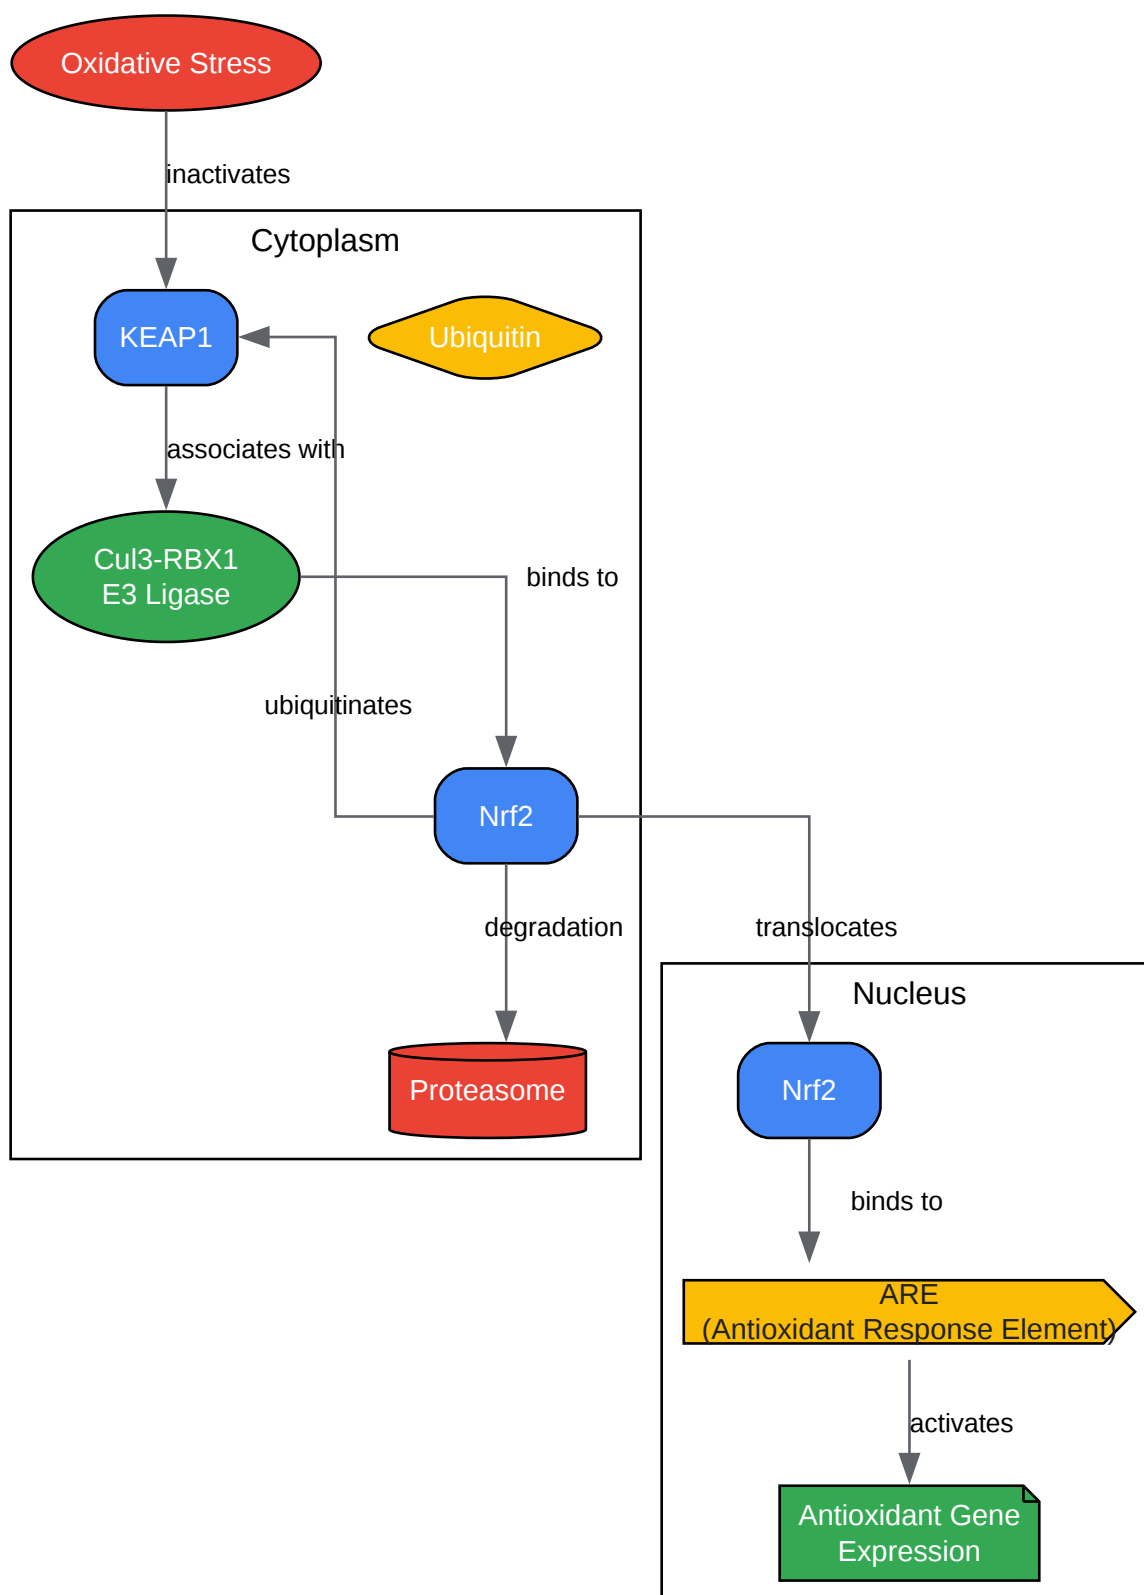 Oxidative Stress
inactivates
Cytoplasm
KEAP1
Ubiquitin
associates with
Cul3-RBX1
E3 Ligase
binds to
ubiquitinates
Nrf2
degradation
translocates
Nucleus
Proteasome
Nrf2
binds to
ARE
(Antioxidant Response Element)
activates
Antioxidant Gene
Expression